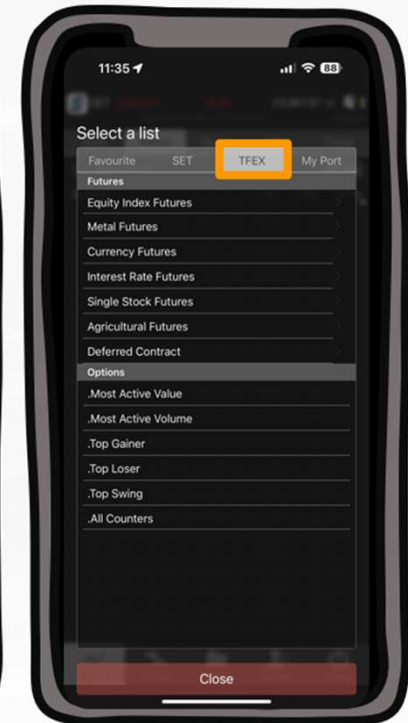 11:35
88
Select a list
Favourite SET TFEX My Port
Futures
Equity Index Futures
Metal Futures
Currency Futures
Interest Rate Futures
Single Stock Futures
Agricultural Futures
Deferred Contract
Options
.Most Active Value
.Most Active Volume
.Top Gainer
.Top Loser
.Top Swing
.All Counters
Close